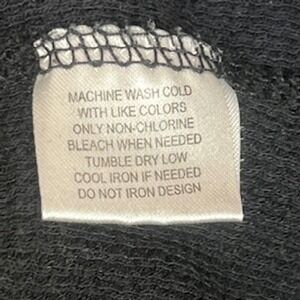 MACHINE WASH COLD
WITH LIKE COLORS
ONLY NON-CHLORINE
BLEACH WHEN NEEDED
TUMBLE DRY LOW
COOL IRON IF NEEDED
DO NOT IRON DESIGN